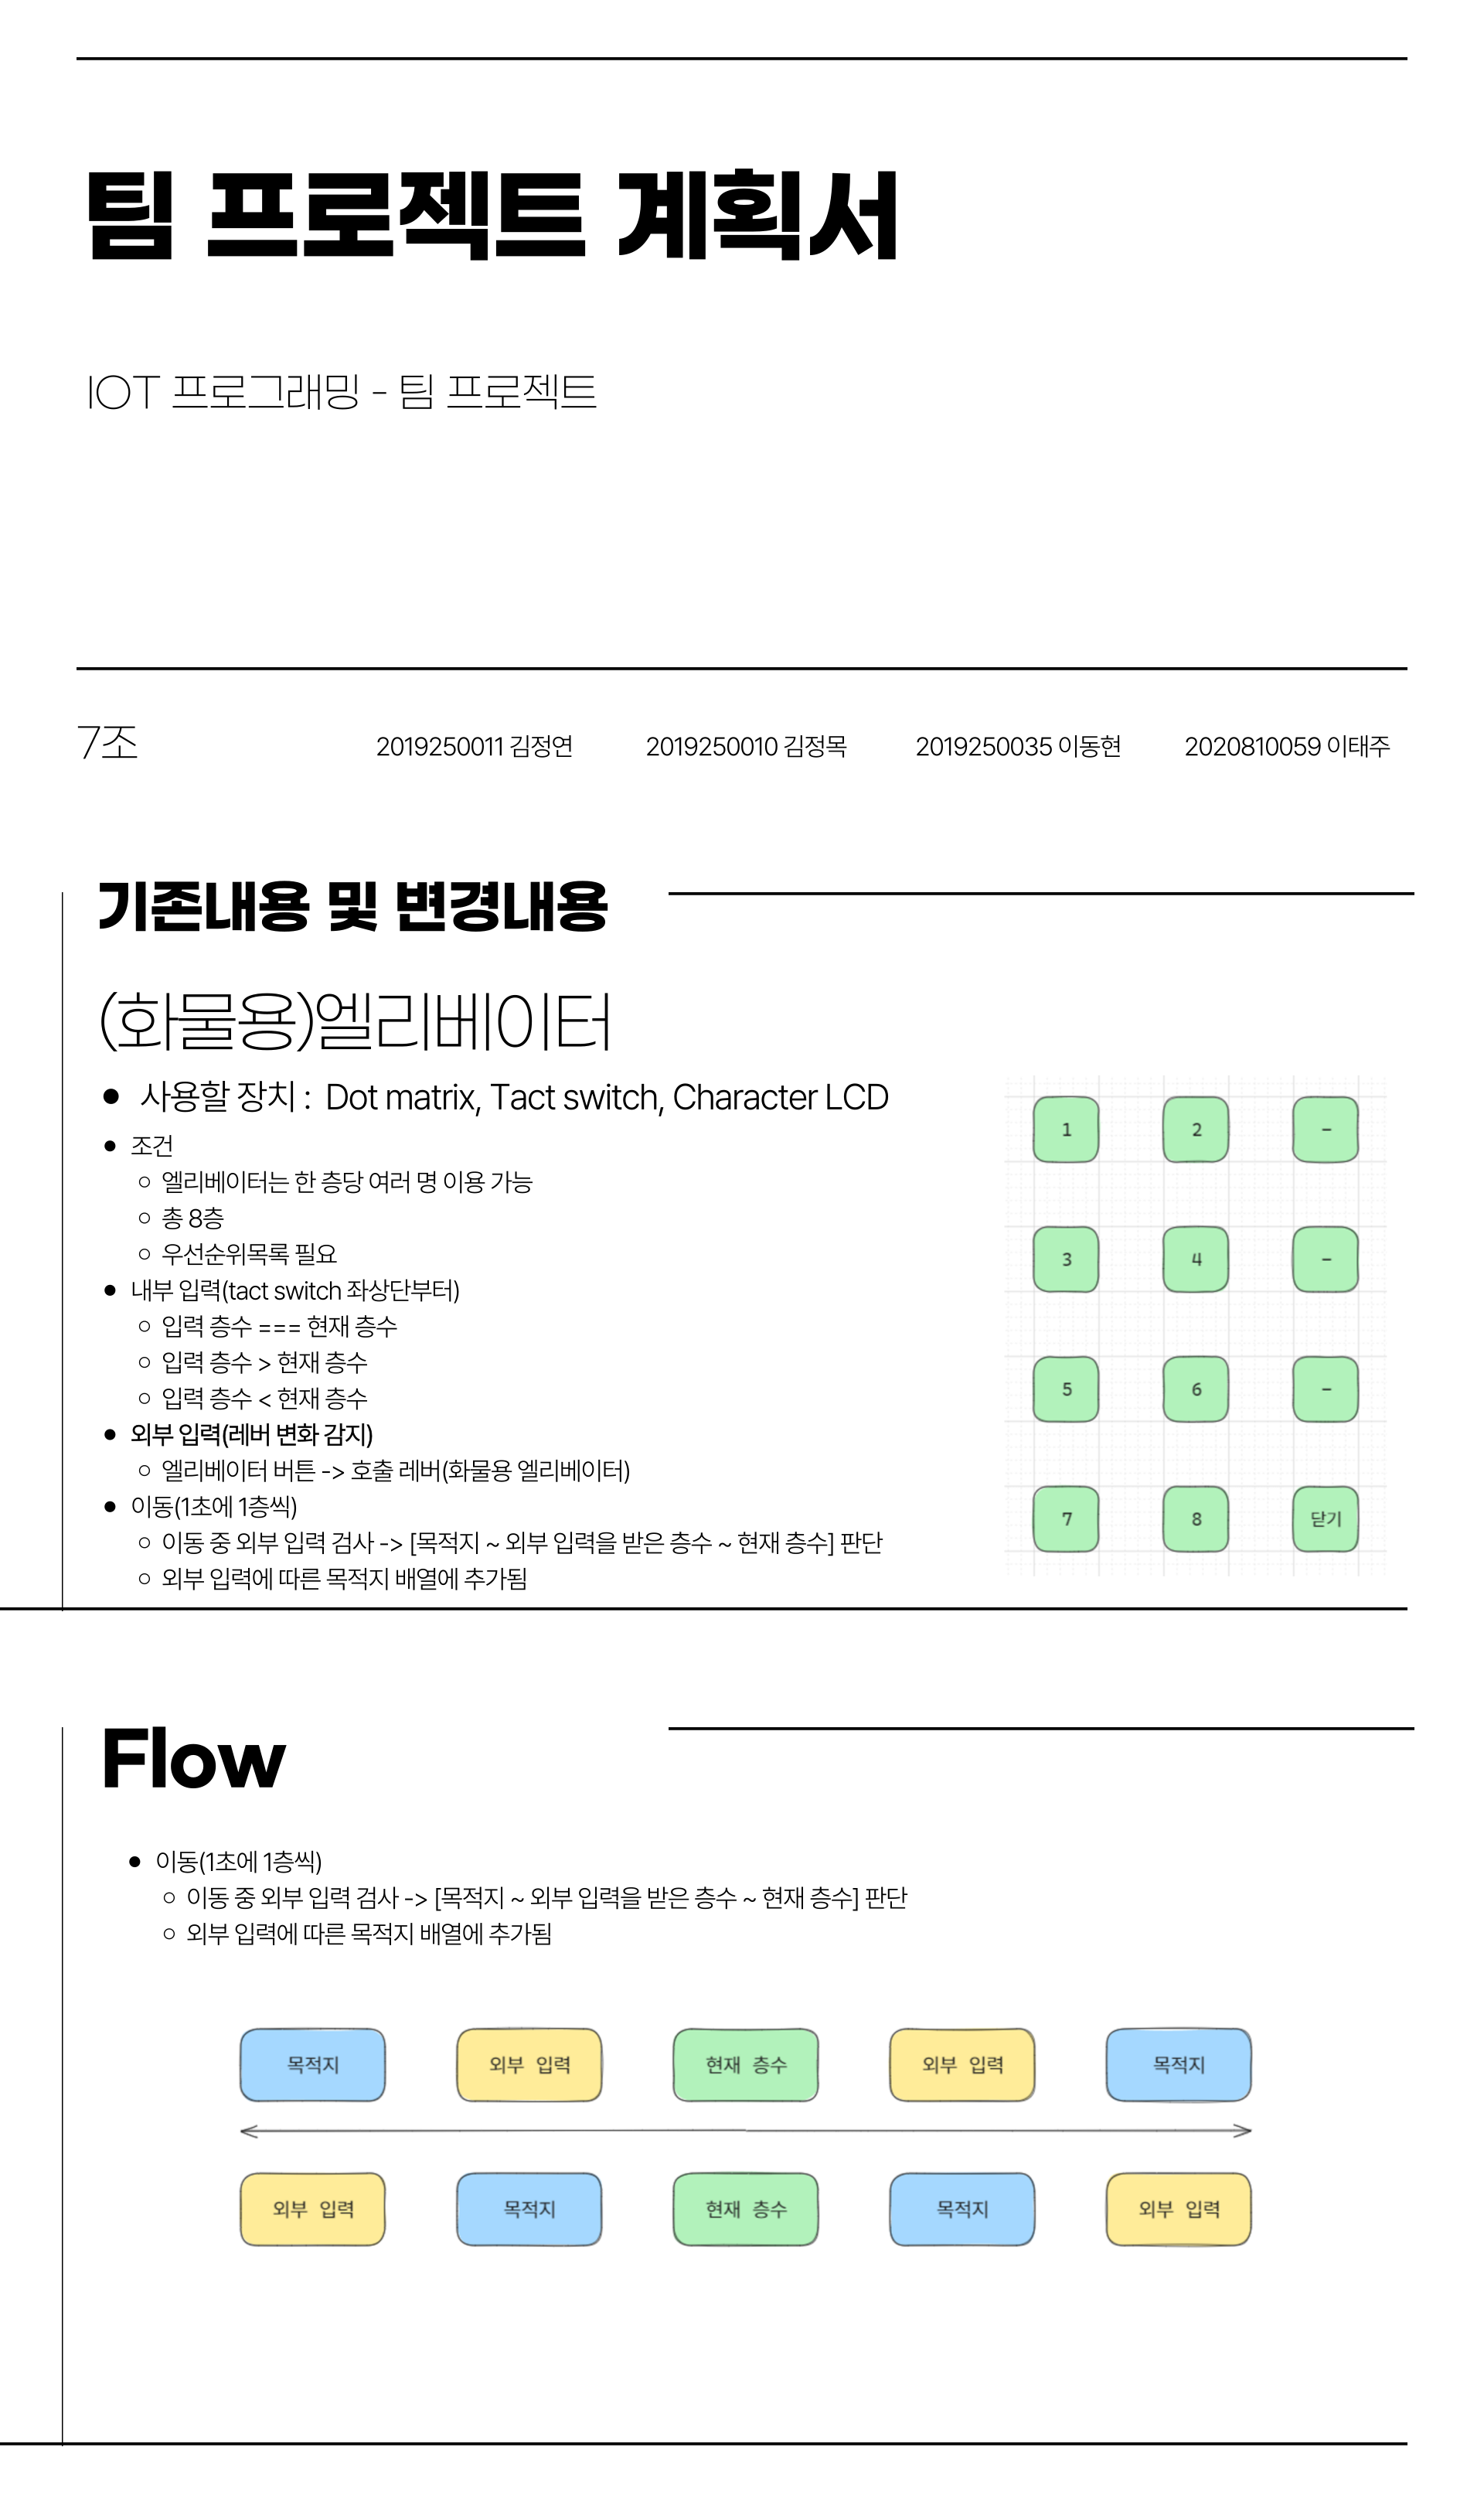 팀 프로젝트 계획서
IOT 프로그래밍 - 팀 프로젝트
7조
2019250011 김정연
2019250010 김정목
2019250035 이동현
2020810059 이태주
기존내용 및 변경내용
(화물용)엘리베이터
● 사용할 장치 : Dot matrix, Tact switch, Character LCD
● 조건
○ 엘리베이터는 한 층당 여러 명 이용 가능
○ 총 8층
○ 우선순위목록 필요
● 내부 입력(tact switch 좌상단부터)
○ 입력 층수 === 현재 층수
○ 입력 층수 > 현재 층수
○ 입력 층수 < 현재 층수
● 외부 입력(레버 변화 감지)
○ 엘리베이터 버튼 -> 호출 레버(화물용 엘리베이터)
● 이동(1초에 1층씩)
○ 이동 중 외부 입력 검사 -> [목적지 ~ 외부 입력을 받은 층수 ~ 현재 층수] 판단
○ 외부 입력에 따른 목적지 배열에 추가됨
1 2 -
3 4 -
5 6 -
7 8 닫기
Flow
● 이동(1초에 1층씩)
○ 이동 중 외부 입력 검사 -> [목적지 ~ 외부 입력을 받은 층수 ~ 현재 층수] 판단
○ 외부 입력에 따른 목적지 배열에 추가됨
목적지 외부 입력 현재 층수 외부 입력 목적지
외부 입력 목적지 현재 층수 목적지 외부 입력